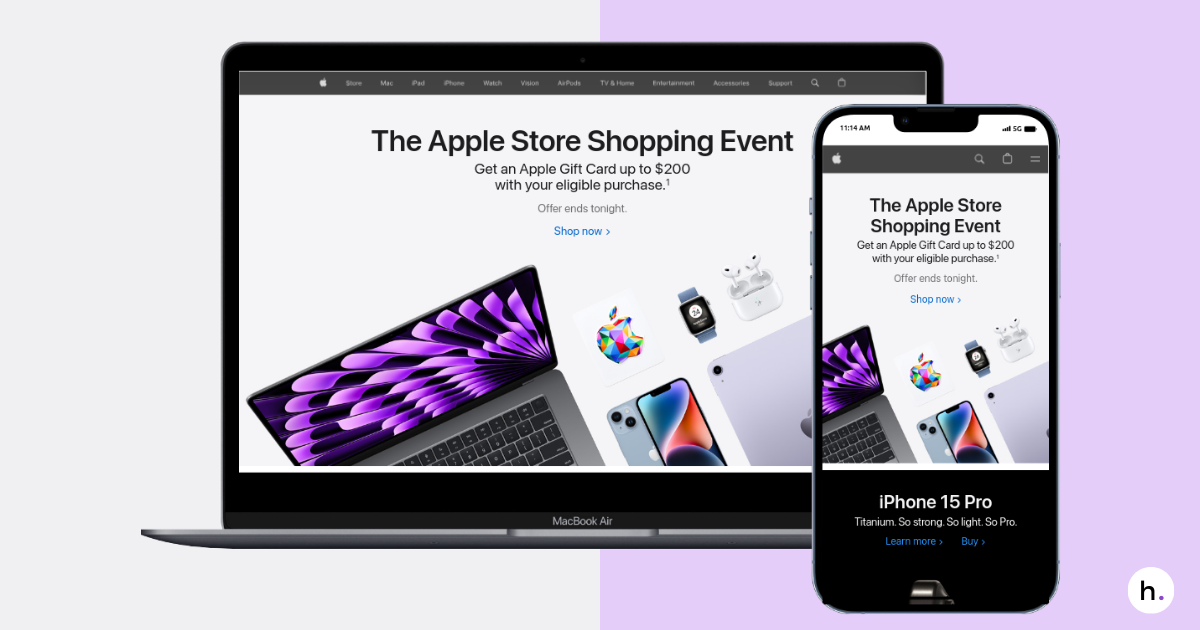 Store Mac iPad iPhone Watch Vision AirPods TV & Home Entertainment Accessories Support
The Apple Store Shopping Event
Get an Apple Gift Card up to $200
with your eligible purchase.¹
Offer ends tonight.
Shop now >
24
MacBook Air
11:14 AM
5G
The Apple Store
Shopping Event
Get an Apple Gift Card up to $200
with your eligible purchase.¹
Offer ends tonight.
Shop now >
24
iPhone 15 Pro
Titanium. So strong. So light. So Pro.
Learn more > Buy >
h.